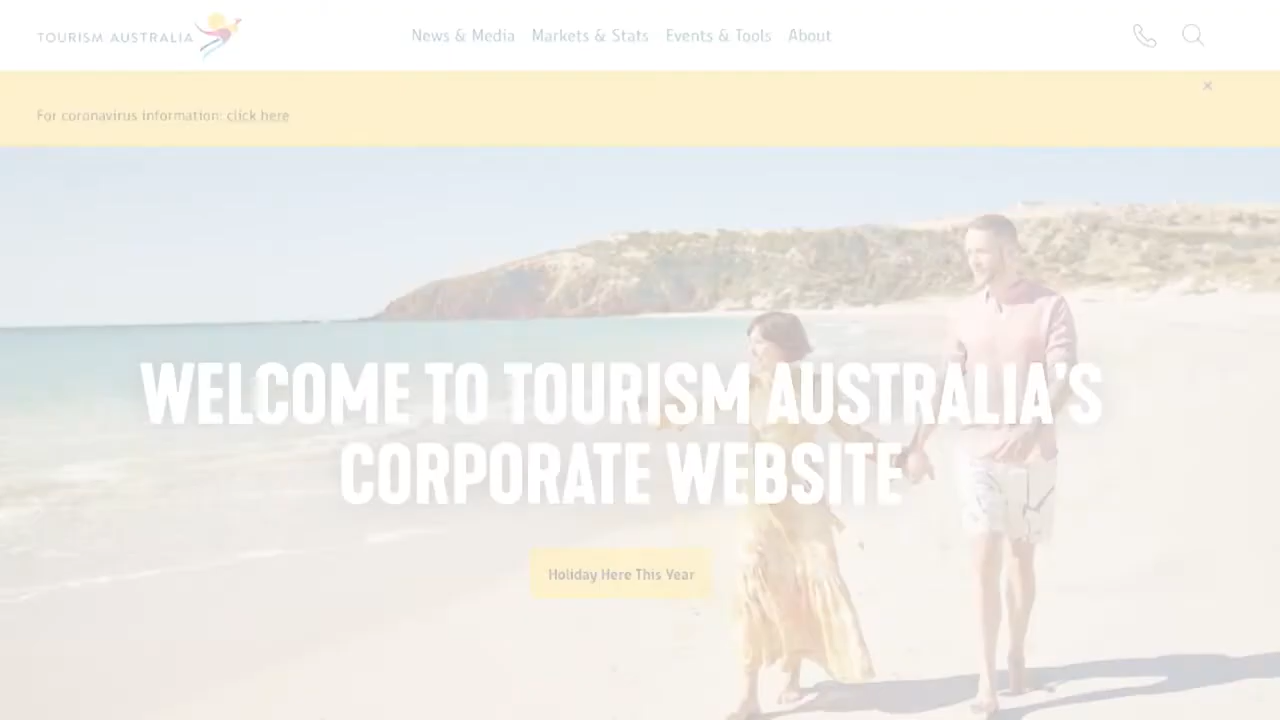 TOURISM AUSTRALIA
News & Media Markets & Stats Events & Tools About
For coronavirus information: click here
WELCOME TO TOURISM AUSTRALIA'S
CORPORATE WEBSITE
Holiday Here This Year